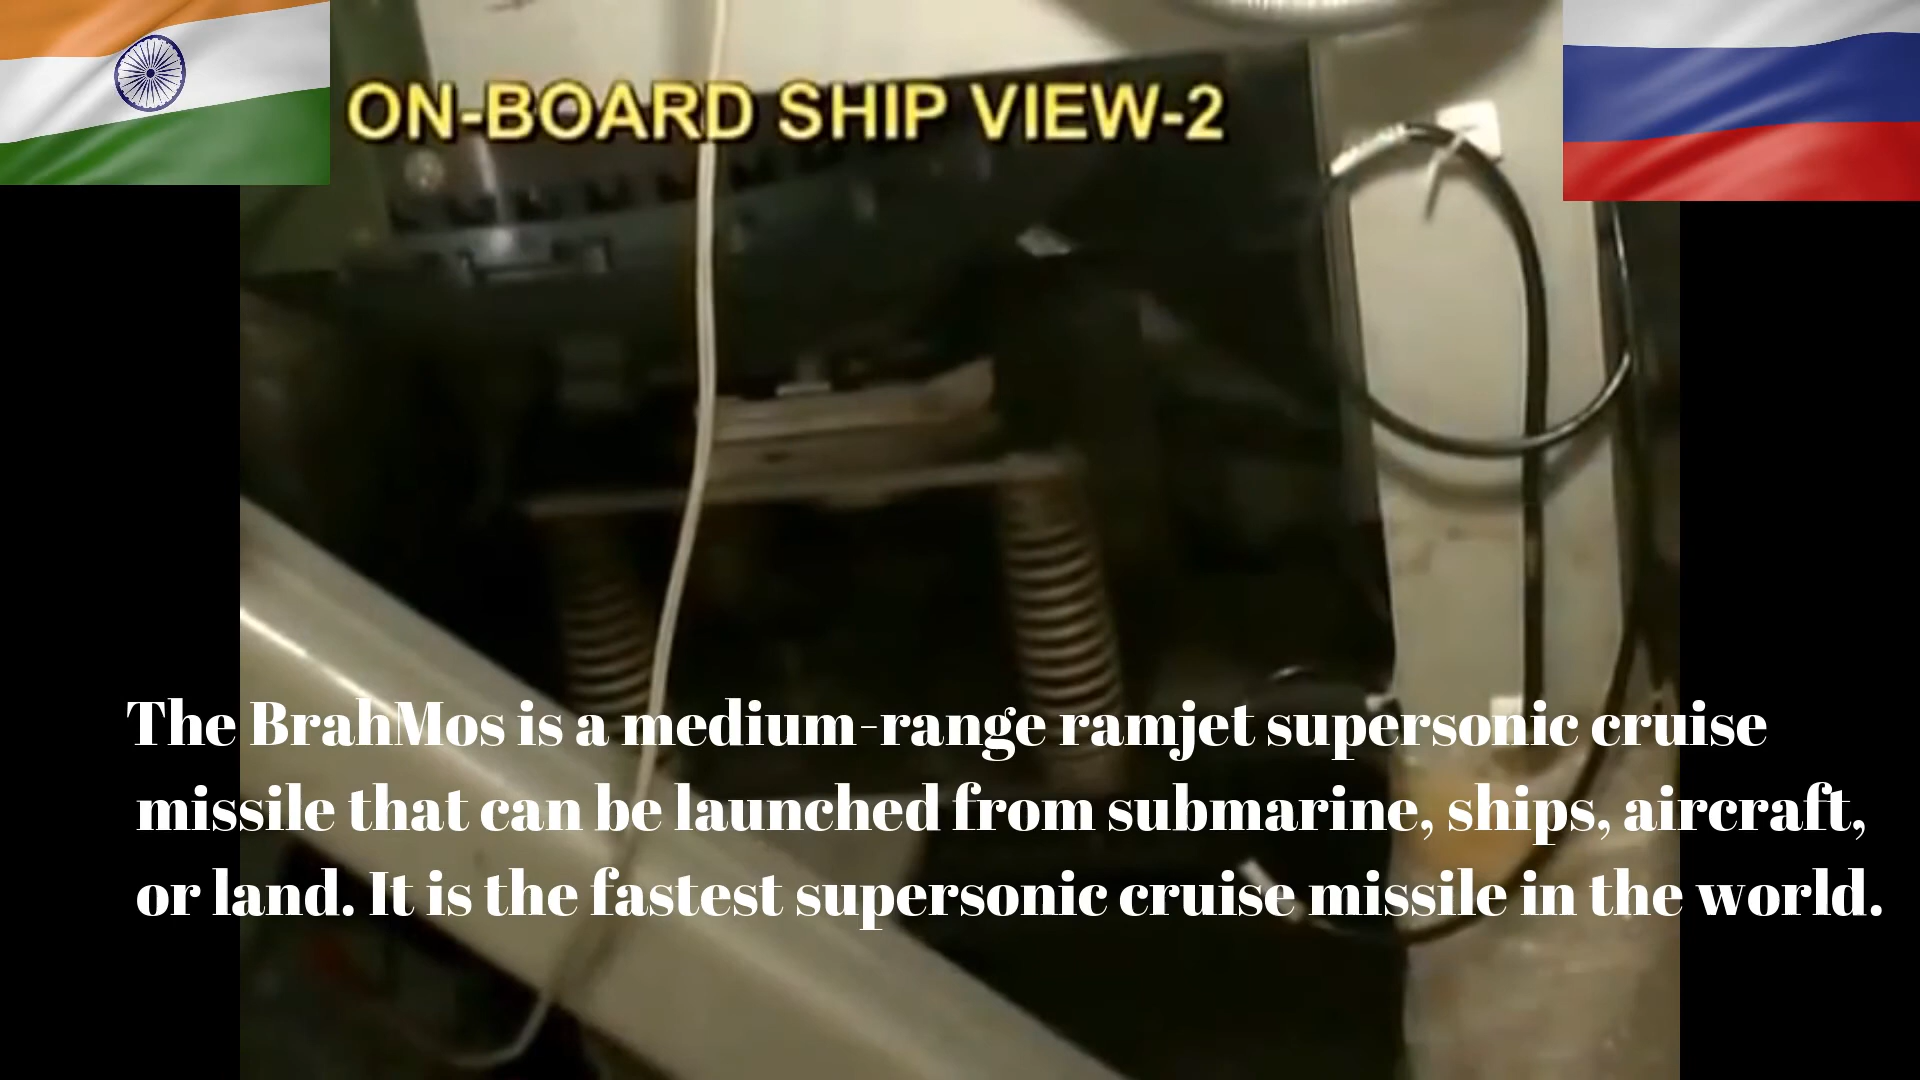 ON-BOARD SHIP VIEW-2
The BrahMos is a medium-range ramjet supersonic cruise
missile that can be launched from submarine, ships, aircraft,
or land. It is the fastest supersonic cruise missile in the world.